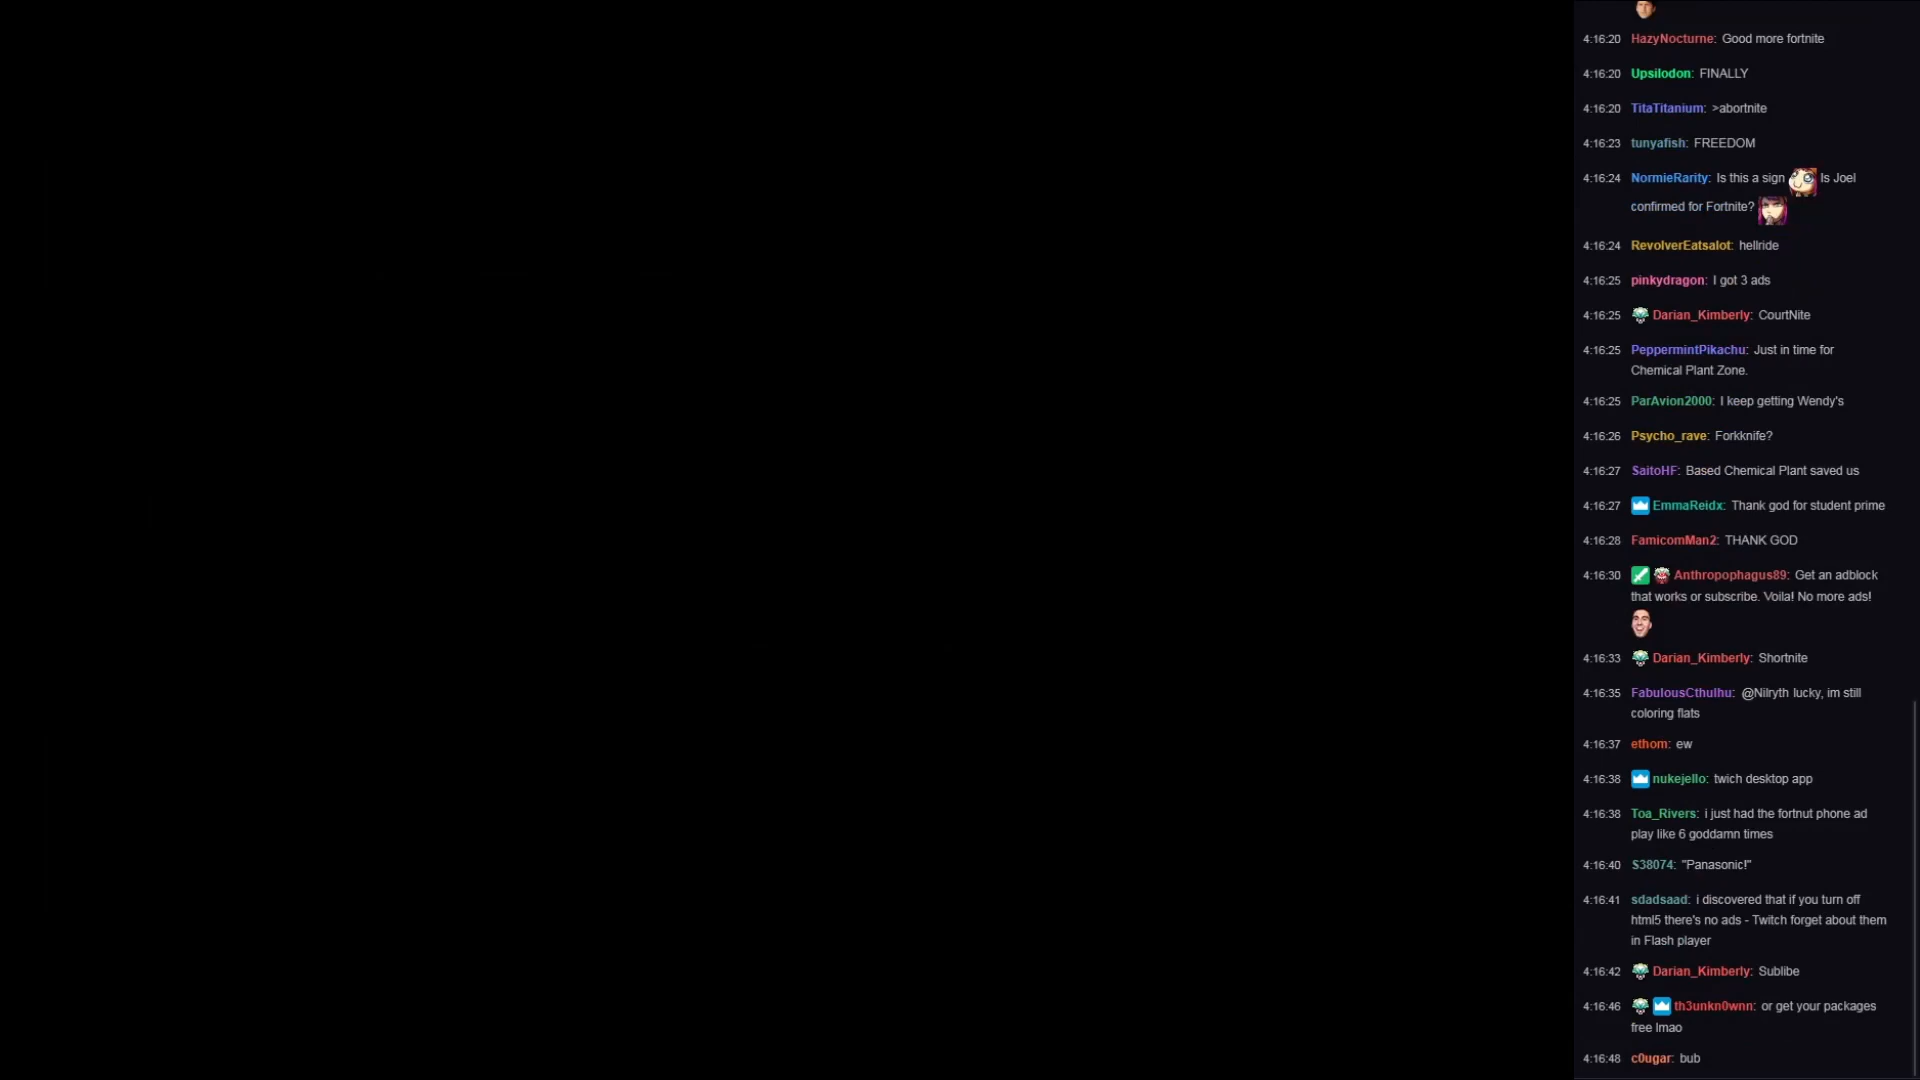 4:16:20 HazyNocturne: Good more fortnite
4:16:20 Upsilodon: FINALLY
4:16:20 TitaTitanium: >abortnite
4:16:23 tunyafish: FREEDOM
4:16:24 NormieRarity: Is this a sign Is Joel
confirmed for Fortnite?
4:16:24 RevolverEatsalot: hellride
4:16:25 pinkydragon: I got 3 ads
4:16:25 Darian_Kimberly: CourtNite
4:16:25 PeppermintPikachu: Just in time for
Chemical Plant Zone.
4:16:25 ParAvion2000: I keep getting Wendy's
4:16:26 Psycho_rave: Forkknife?
4:16:27 SaitoHF: Based Chemical Plant saved us
4:16:27 EmmaReidx: Thank god for student prime
4:16:28 FamicomMan2: THANK GOD
4:16:30 Anthropophagus89: Get an adblock
that works or subscribe. Voila! No more ads!
4:16:33 Darian_Kimberly: Shortnite
4:16:35 FabulousCthulhu: @Nilryth lucky, im still
coloring flats
4:16:37 ethom: ew
4:16:38 nukejello: twich desktop app
4:16:38 Toa_Rivers: i just had the fortnut phone ad
play like 6 goddamn times
4:16:40 S38074: "Panasonic!"
4:16:41 sdadsaad: i discovered that if you turn off
html5 there's no ads - Twitch forget about them
in Flash player
4:16:42 Darian_Kimberly: Sublibe
4:16:46 th3unkn0wnn: or get your packages
free lmao
4:16:48 c0ugar: bub